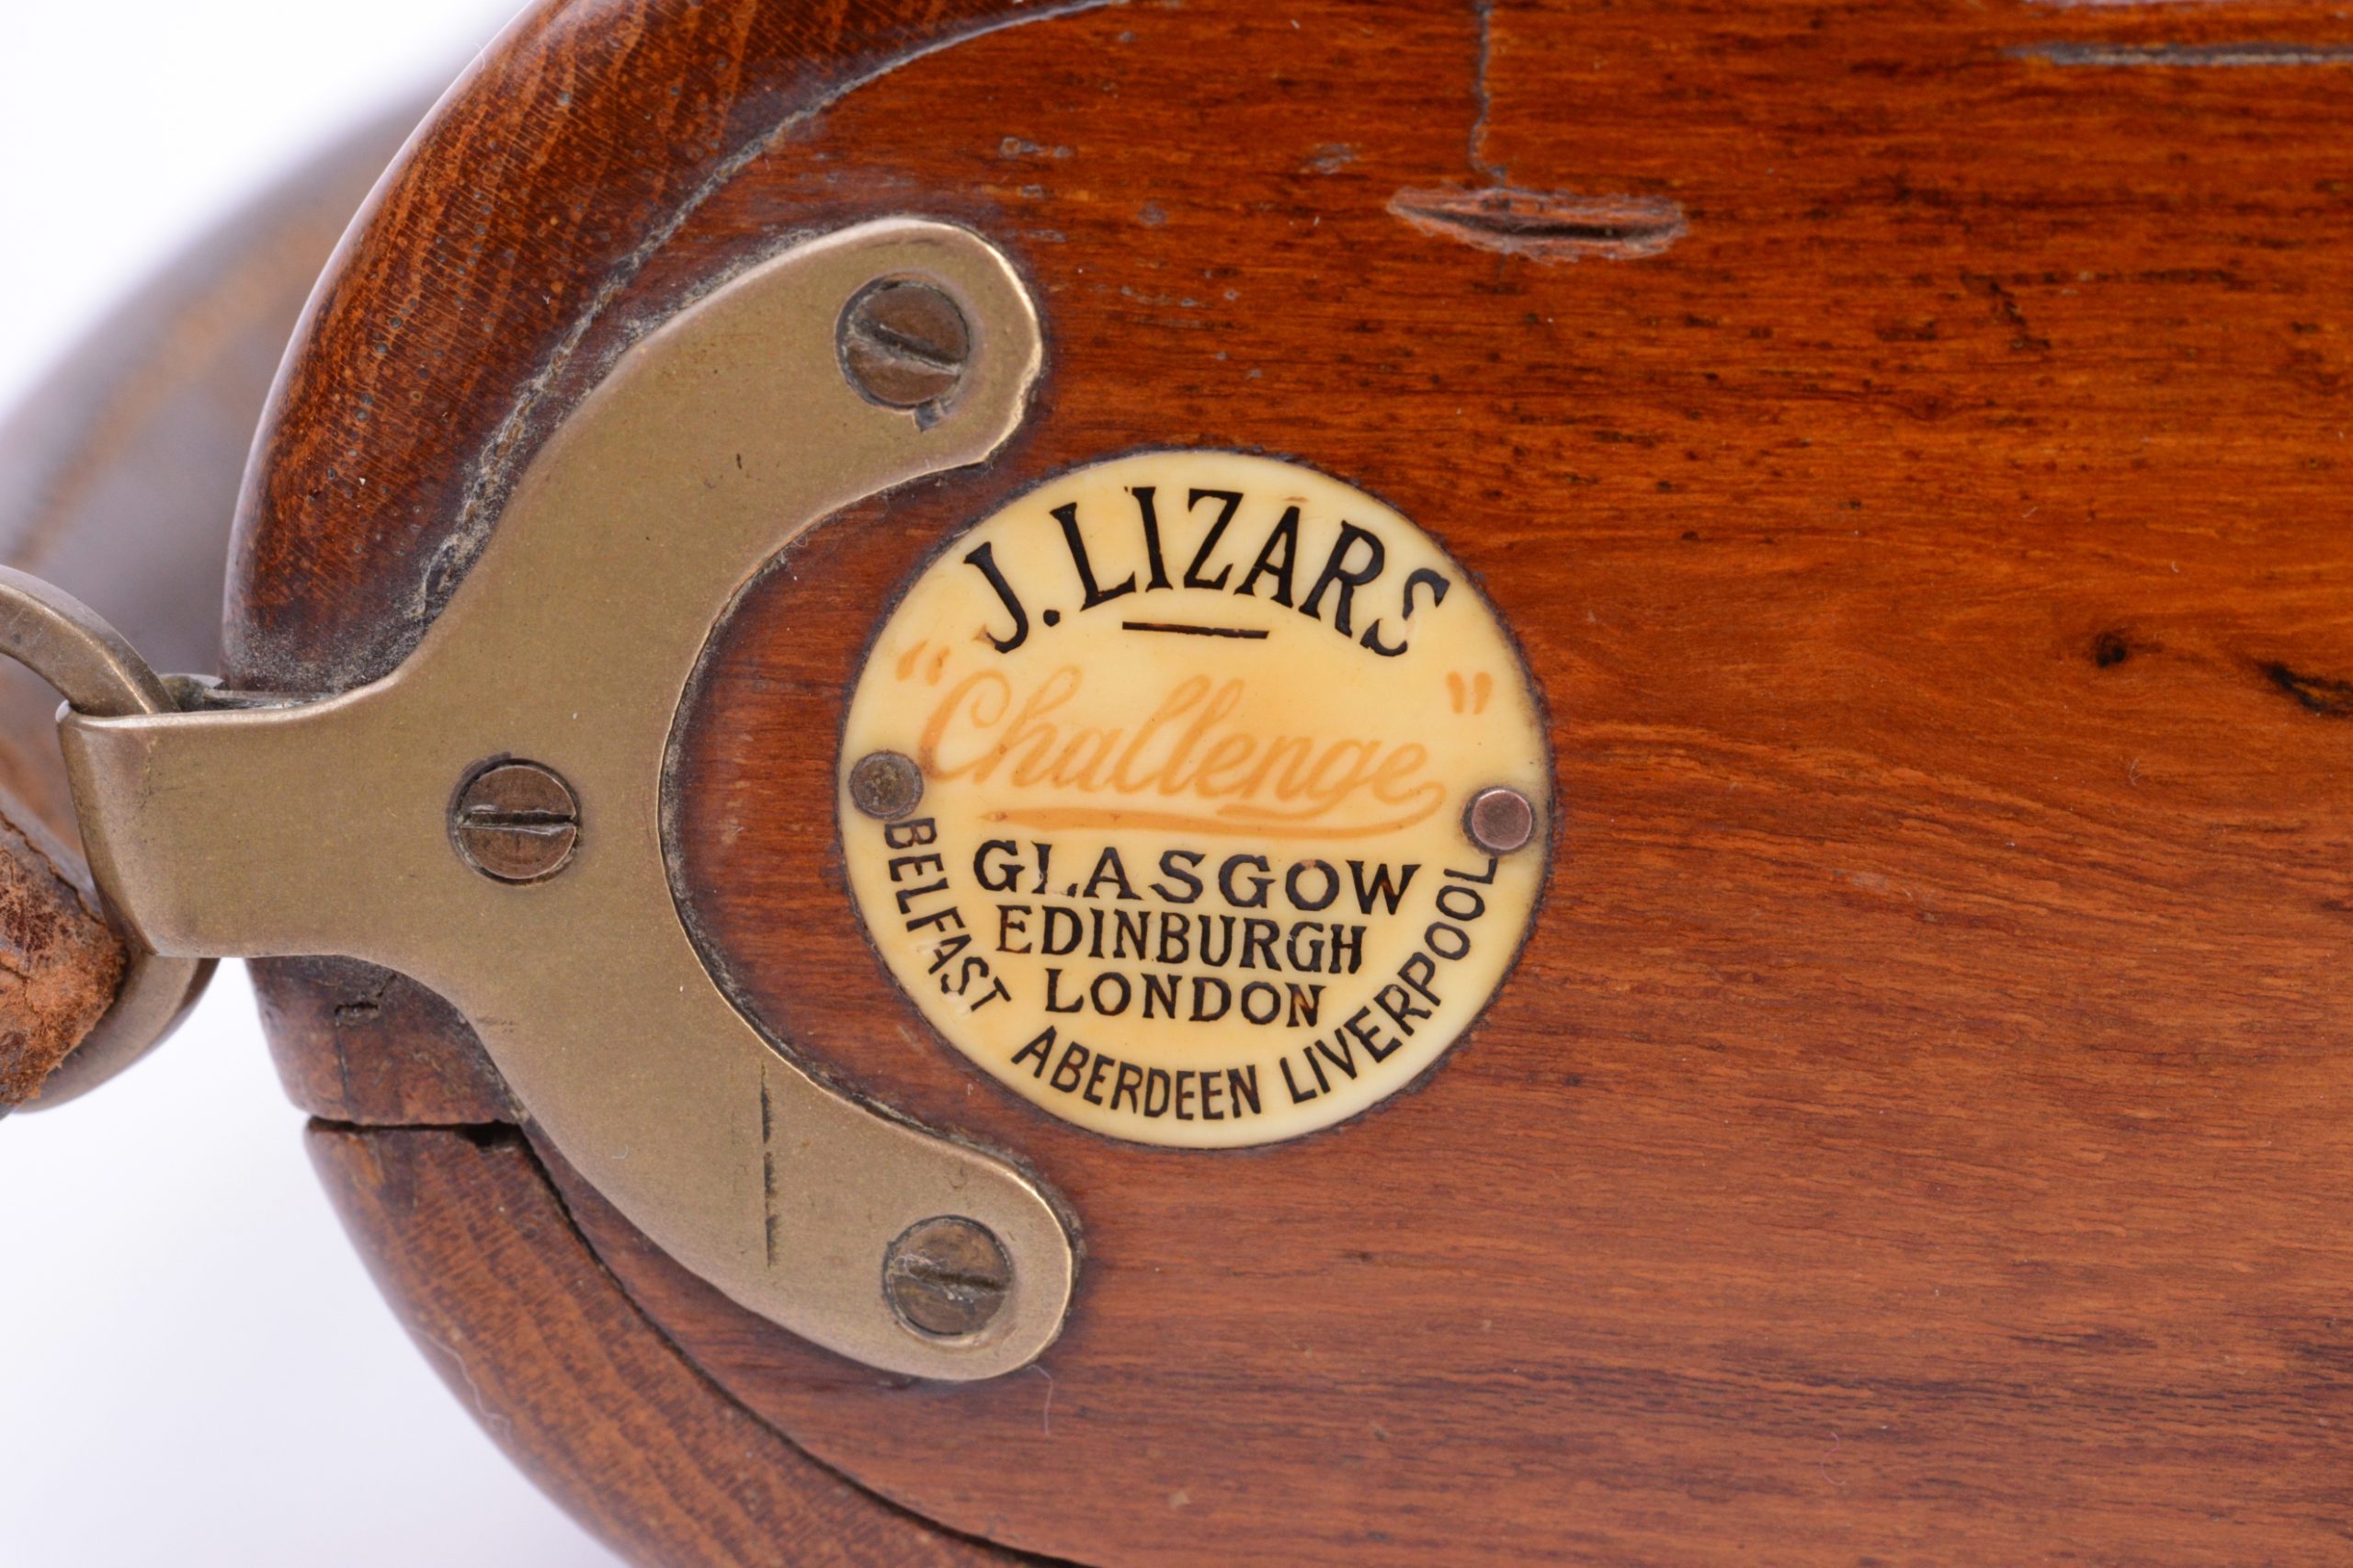 J. LIZARS
"Challenge"
GLASGOW
EDINBURGH
LONDON
BELFAST ABERDEEN LIVERPOOL